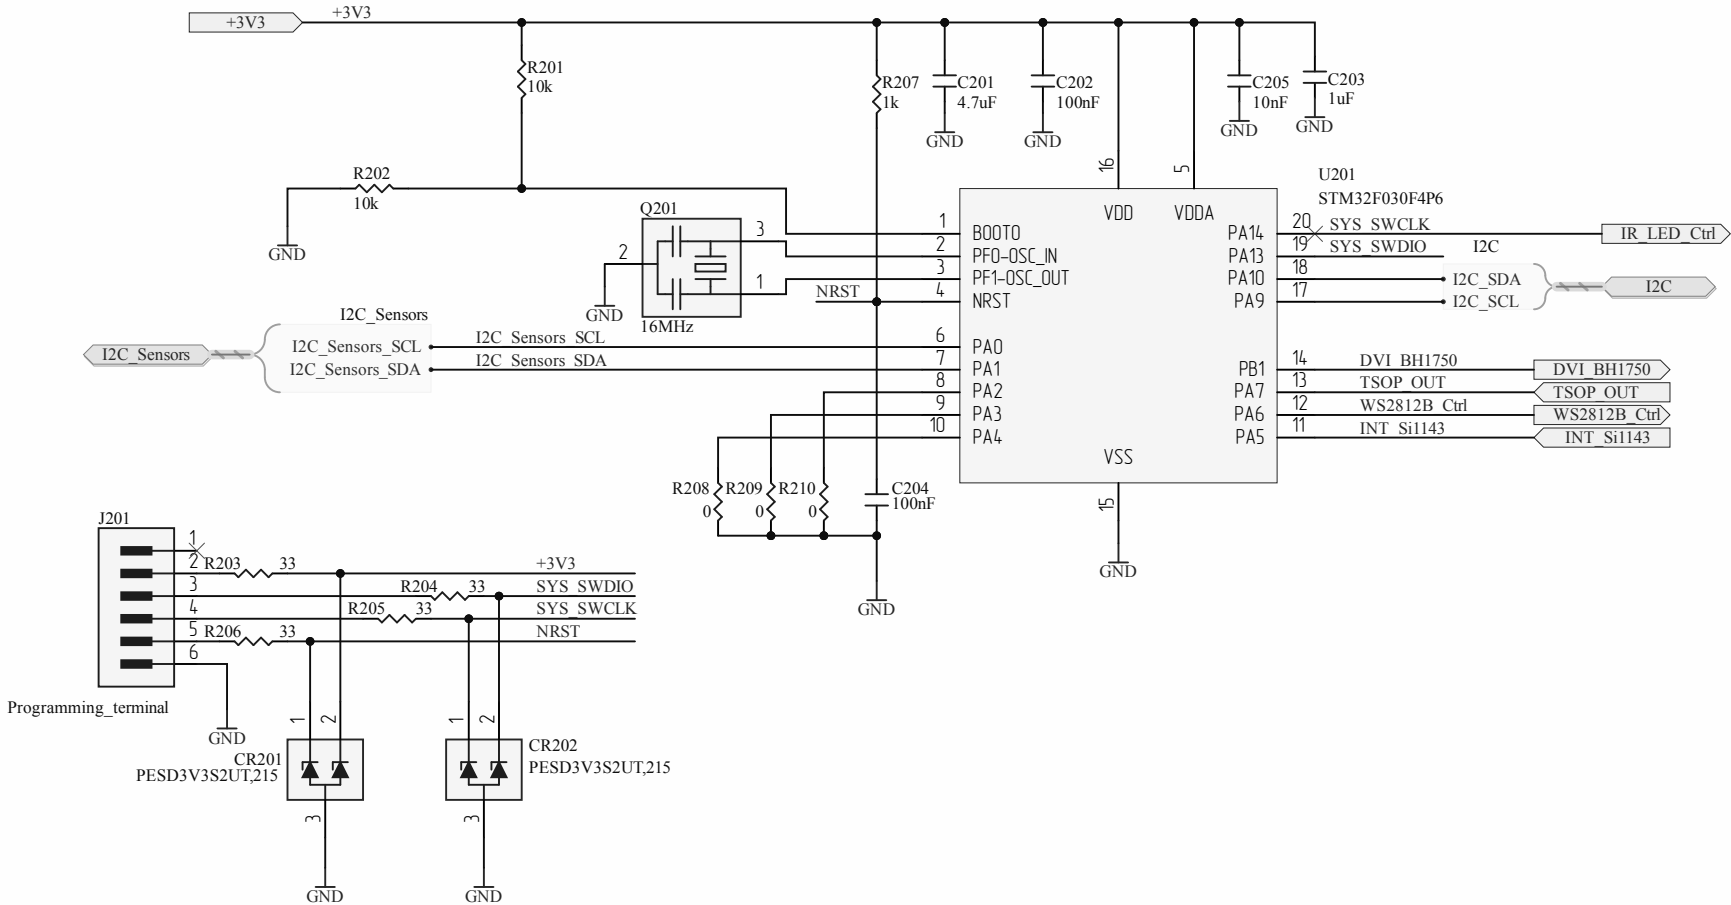 +3V3
+3V3
R201
10k
R207
1k
C201
4.7uF
GND
C202
100nF
GND
C205
10nF
GND
C203
1uF
GND
R202
10k
GND
16
5
U201
STM32F030F4P6
Q201
3
2
1
GND
16MHz
VDD
VDDA
1
BOOT0
2
PF0-OSC_IN
3
PF1-OSC_OUT
NRST
4
NRST
PA14
20
SYS_SWCLK
IR_LED_Ctrl
PA13
19
SYS_SWDIO
I2C
PA10
18
I2C_SDA
I2C
PA9
17
I2C_SCL
I2C_Sensors
I2C_Sensors
I2C_Sensors_SCL
I2C_Sensors_SCL
6
PA0
I2C_Sensors_SDA
I2C_Sensors_SDA
7
PA1
8
PA2
9
PA3
10
PA4
PB1
14
DVI_BH1750
DVI_BH1750
PA7
13
TSOP_OUT
TSOP_OUT
PA6
12
WS2812B_Ctrl
WS2812B_Ctrl
PA5
11
INT_Si1143
INT_Si1143
VSS
15
GND
R208
0
R209
0
R210
0
C204
100nF
GND
J201
1
2
R203
33
+3V3
3
R204
33
SYS_SWDIO
4
R205
33
SYS_SWCLK
5
R206
33
NRST
6
Programming_terminal
GND
1
2
CR201
PESD3V3S2UT,215
3
GND
1
2
CR202
PESD3V3S2UT,215
3
GND